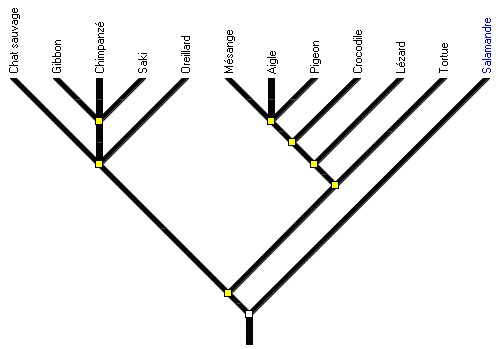 Chat sauvage
Gibbon
Chimpanzé
Saki
Oreillard
Mésange
Aigle
Pigeon
Crocodile
Lézard
Tortue
Salamandre